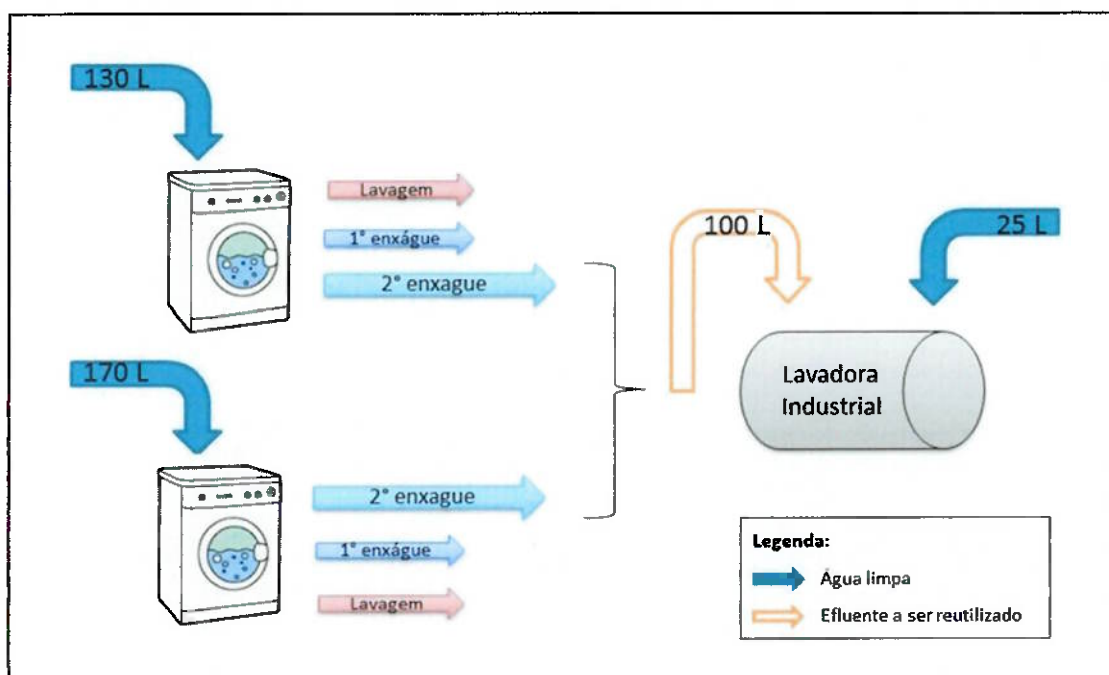 130 L
Lavagem
1° enxágue
2° enxague
170 L
2° enxague
1° enxágue
Lavagem
100 L
25 L
Lavadora
Industrial
Legenda:
Água limpa
Efluente a ser reutilizado